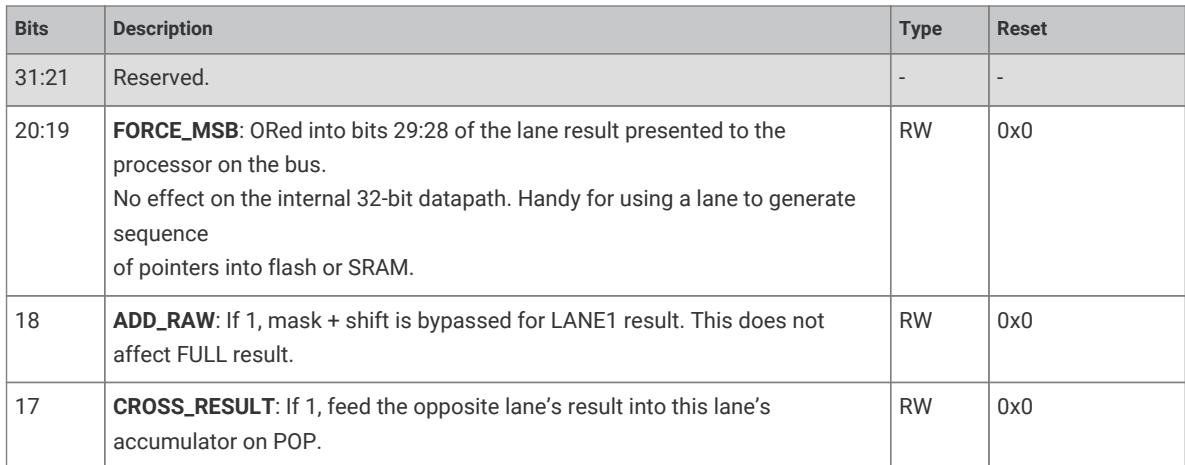 Bits Description Type Reset
31:21 Reserved. - -
20:19 FORCE_MSB: ORed into bits 29:28 of the lane result presented to the RW 0x0
processor on the bus.
No effect on the internal 32-bit datapath. Handy for using a lane to generate
sequence
of pointers into flash or SRAM.
18 ADD_RAW: If 1, mask + shift is bypassed for LANE1 result. This does not RW 0x0
affect FULL result.
17 CROSS_RESULT: If 1, feed the opposite lane’s result into this lane’s RW 0x0
accumulator on POP.